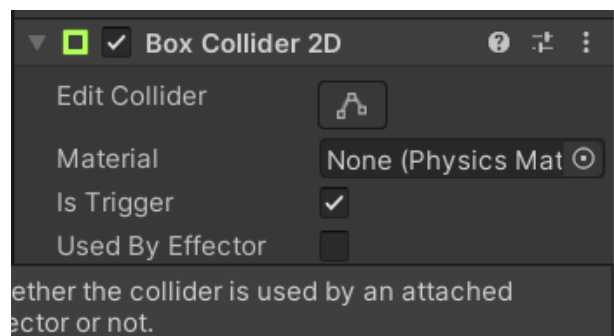 Box Collider 2D
Edit Collider
Material None (Physics Mat
Is Trigger
Used By Effector
ether the collider is used by an attached
ector or not.